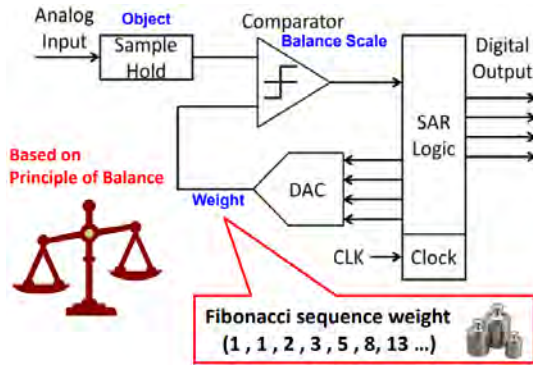 Analog
Input
Object
Sample
Hold
Comparator
Balance Scale
Digital
Output
SAR
Logic
Based on
Principle of Balance
Weight
DAC
CLK
Clock
Fibonacci sequence weight
(1 , 1 , 2 , 3 , 5 , 8, 13 ...)